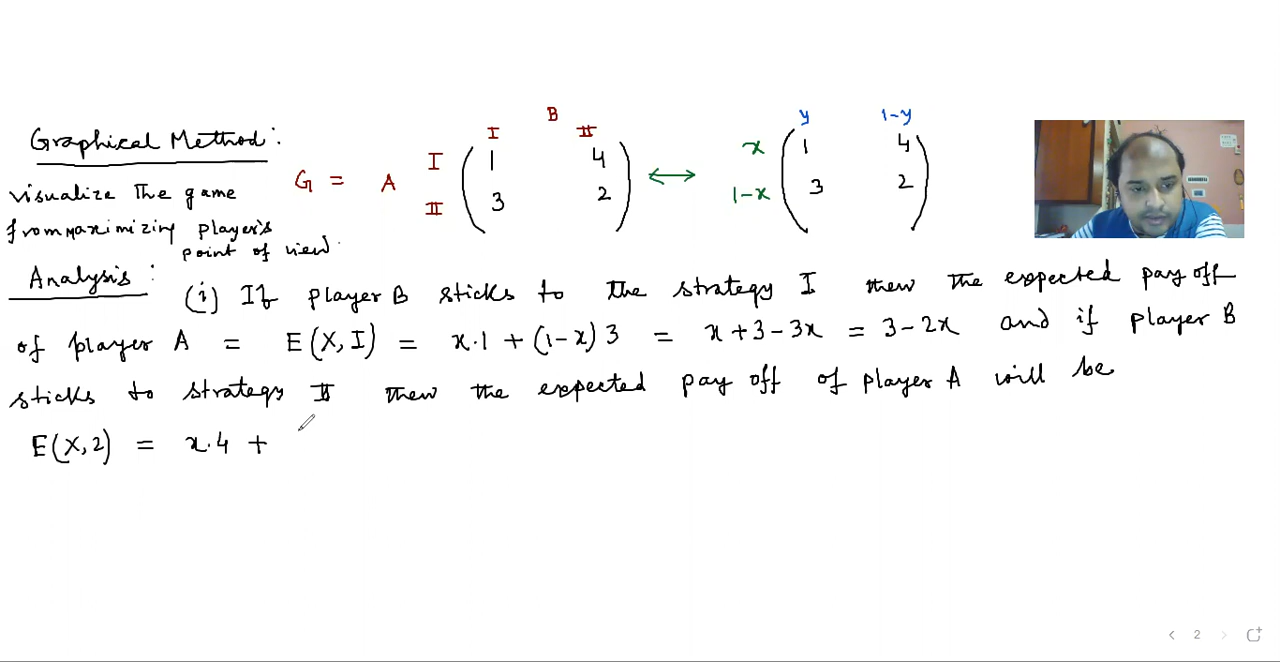 Graphical Method:
visualize the game
from maximizing player's
point of view.
B
I II
G = A I ( 1 4 )
II ( 3 2 )
⟷
y 1-y
x ( 1 4 )
1-x ( 3 2 )
Analysis: (i) If player B sticks to the strategy I then the expected pay off
of player A = E(X, I) = x.1 + (1-x) 3 = x + 3 - 3x = 3 - 2x and if player B
sticks to strategy II then the expected pay off of player A will be
E(X,2) = x.4 +
< 2 >